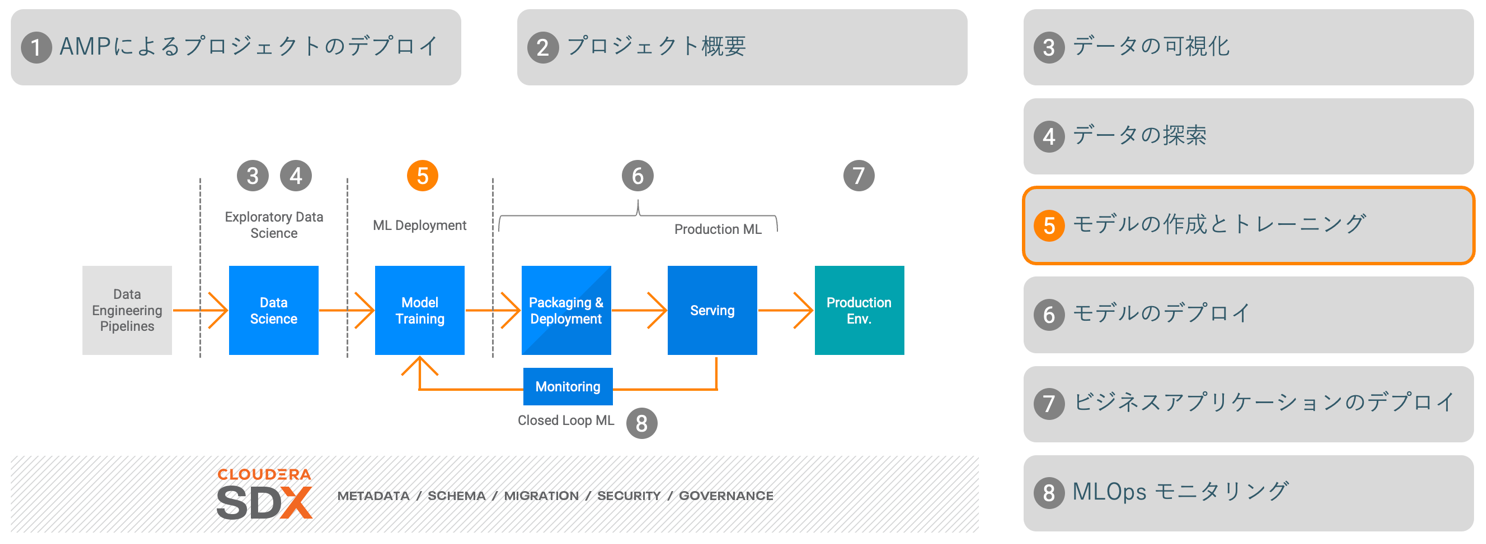 1 AMPによるプロジェクトのデプロイ
2 プロジェクト概要
3 データの可視化
4 データの探索
5 モデルの作成とトレーニング
6 モデルのデプロイ
7 ビジネスアプリケーションのデプロイ
8 MLOps モニタリング
3 4
5
6
7
Exploratory Data
Science
ML Deployment
Production ML
Data
Engineering
Pipelines
Data
Science
Model
Training
Packaging &
Deployment
Serving
Production
Env.
Monitoring
Closed Loop ML
8
CLOUDERA
SDX
METADATA / SCHEMA / MIGRATION / SECURITY / GOVERNANCE